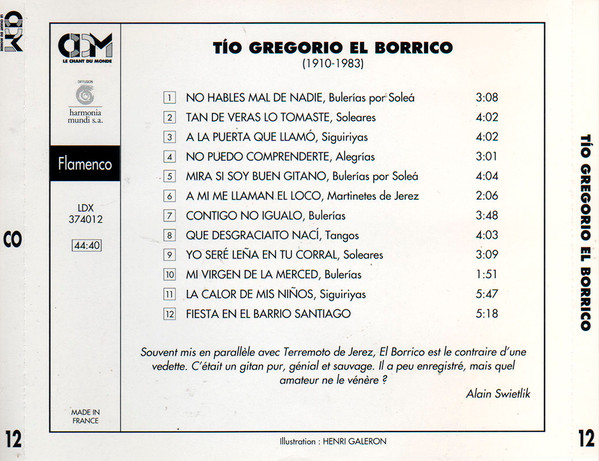 CDM
LE CHANT DU MONDE
CDM
LE CHANT DU MONDE
DIFFUSION
harmonia
mundi s.a.
Flamenco
LDX
374012
44:40
MADE IN
FRANCE
8
12
TÍO GREGORIO EL BORRICO
(1910-1983)
1 NO HABLES MAL DE NADIE, Bulerías por Soleá 3:08
2 TAN DE VERAS LO TOMASTE, Soleares 4:02
3 A LA PUERTA QUE LLAMÓ, Siguiriyas 4:02
4 NO PUEDO COMPRENDERTE, Alegrías 3:01
5 MIRA SI SOY BUEN GITANO, Bulerías por Soleá 4:04
6 A MI ME LLAMAN EL LOCO, Martinetes de Jerez 2:06
7 CONTIGO NO IGUALO, Bulerías 3:48
8 QUE DESGRACIAITO NACÍ, Tangos 4:03
9 YO SERÉ LEÑA EN TU CORRAL, Soleares 3:09
10 MI VIRGEN DE LA MERCED, Bulerías 1:51
11 LA CALOR DE MIS NIÑOS, Siguiriyas 5:47
12 FIESTA EN EL BARRIO SANTIAGO 5:18
Souvent mis en parallèle avec Terremoto de Jerez, El Borrico est le contraire d'une
vedette. C'était un gitan pur, génial et sauvage. Il a peu enregistré, mais quel
amateur ne le vénère ?
Alain Swietlik
Illustration : HENRI GALERON
TÍO GREGORIO EL BORRICO
12